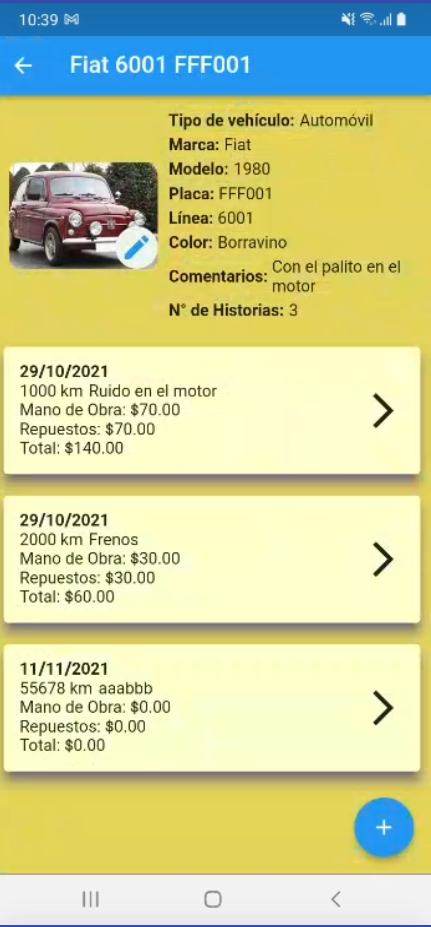 10:39
Fiat 6001 FFF001
Tipo de vehículo: Automóvil
Marca: Fiat
Modelo: 1980
Placa: FFF001
Línea: 6001
Color: Borravino
Comentarios: Con el palito en el
motor
N° de Historias: 3
29/10/2021
1000 km Ruido en el motor
Mano de Obra: $70.00
Repuestos: $70.00
Total: $140.00
29/10/2021
2000 km Frenos
Mano de Obra: $30.00
Repuestos: $30.00
Total: $60.00
11/11/2021
55678 km aaabbb
Mano de Obra: $0.00
Repuestos: $0.00
Total: $0.00